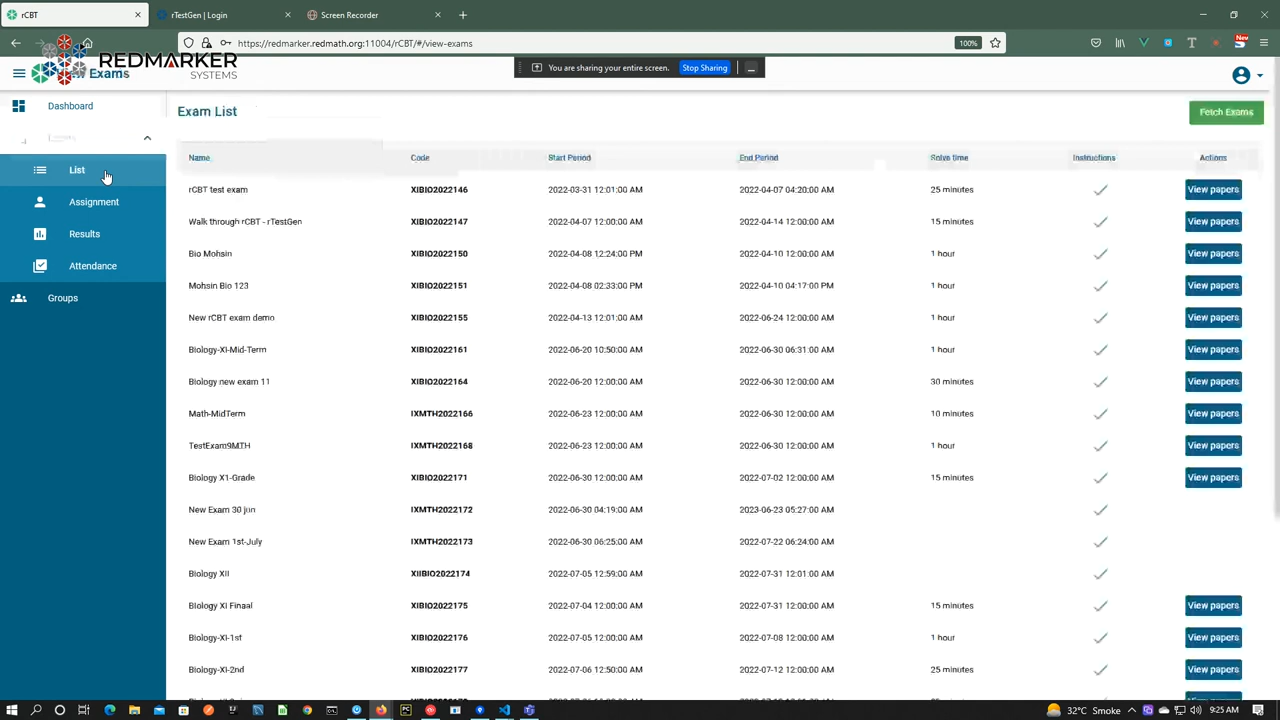 rCBT
rTestGen | Login
Screen Recorder
https://redmarker.redmath.org:11004/rCBT/#/view-exams
100%
New
REDMARKER
SYSTEMS
Exams
You are sharing your entire screen.
Stop Sharing
Dashboard
List
Assignment
Results
Attendance
Groups
Exam List
Fetch Exams
Name Code Start Period End Period Solve time Instructions Actions
rCBT test exam XIBIO2022146 2022-03-31 12:01:00 AM 2022-04-07 04:20:00 AM 25 minutes View papers
Walk through rCBT - rTestGen XIBIO2022147 2022-04-07 12:00:00 AM 2022-04-14 12:00:00 AM 15 minutes View papers
Bio Mohsin XIBIO2022150 2022-04-08 12:24:00 PM 2022-04-10 12:00:00 AM 1 hour View papers
Mohsin Bio 123 XIBIO2022151 2022-04-08 02:33:00 PM 2022-04-10 04:17:00 PM 1 hour View papers
New rCBT exam demo XIBIO2022155 2022-04-13 12:01:00 AM 2022-06-24 12:00:00 AM 1 hour View papers
Biology-XI-Mid-Term XIBIO2022161 2022-06-20 10:50:00 AM 2022-06-30 06:31:00 AM 1 hour View papers
Biology new exam 11 XIBIO2022164 2022-06-20 12:00:00 AM 2022-06-30 12:00:00 AM 30 minutes View papers
Math-MidTerm IXMTH2022166 2022-06-23 12:00:00 AM 2022-06-30 12:00:00 AM 10 minutes View papers
TestExam9MTH IXMTH2022168 2022-06-23 12:00:00 AM 2022-06-30 12:00:00 AM 1 hour View papers
Biology X1-Grade XIBIO2022171 2022-06-30 12:00:00 AM 2022-07-02 12:00:00 AM 15 minutes View papers
New Exam 30 jun IXMTH2022172 2022-06-30 04:19:00 AM 2023-06-23 05:27:00 AM
New Exam 1st-July IXMTH2022173 2022-06-30 06:25:00 AM 2022-07-22 06:24:00 AM
Biology XII XIIBIO2022174 2022-07-05 12:59:00 AM 2022-07-31 12:01:00 AM
Biology XI Finaal XIBIO2022175 2022-07-04 12:00:00 AM 2022-07-31 12:00:00 AM 15 minutes View papers
Biology-XI-1st XIBIO2022176 2022-07-05 12:00:00 AM 2022-07-08 12:00:00 AM 1 hour View papers
Biology-XI-2nd XIBIO2022177 2022-07-06 12:50:00 AM 2022-07-12 12:00:00 AM 25 minutes View papers
32°C Smoke
9:25 AM